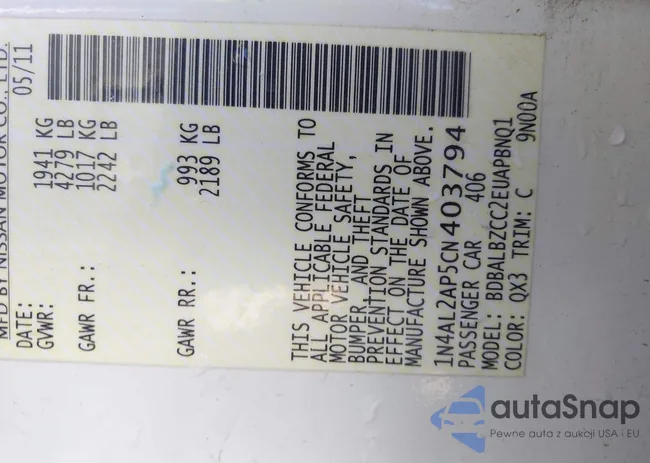 MFD BY NISSAN MOTOR CO., LTD.
DATE: 05/11
GVWR: 1941 KG
4279 LB
GAWR FR.: 1017 KG
2242 LB
GAWR RR.: 993 KG
2189 LB
THIS VEHICLE CONFORMS TO
ALL APPLICABLE FEDERAL
MOTOR VEHICLE SAFETY,
BUMPER, AND THEFT
PREVENTION STANDARDS IN
EFFECT ON THE DATE OF
MANUFACTURE SHOWN ABOVE.
1N4AL2AP5CN403794
PASSENGER CAR 406
MODEL: BDBALBZCC2EUAPBNQ1
COLOR: QX3 TRIM: C 9N00A
autaSnap
Pewne auta z aukcji USA i EU